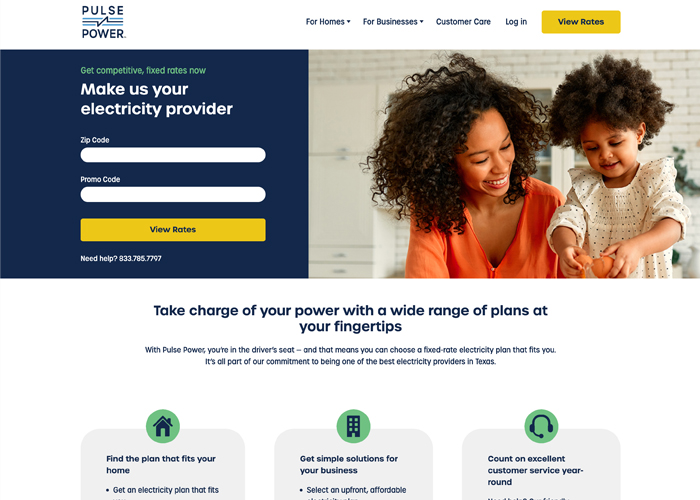 PULSE
POWER.
For Homes
For Businesses
Customer Care
Log in
View Rates
Get competitive, fixed rates now
Make us your
electricity provider
Zip Code
Promo Code
View Rates
Need help? 833.785.7797
Take charge of your power with a wide range of plans at
your fingertips
With Pulse Power, you're in the driver's seat – and that means you can choose a fixed-rate electricity plan that fits you.
It's all part of our commitment to being one of the best electricity providers in Texas.
Find the plan that fits your
home
• Get an electricity plan that fits
Get simple solutions for
your business
• Select an upfront, affordable
Count on excellent
customer service year-
round